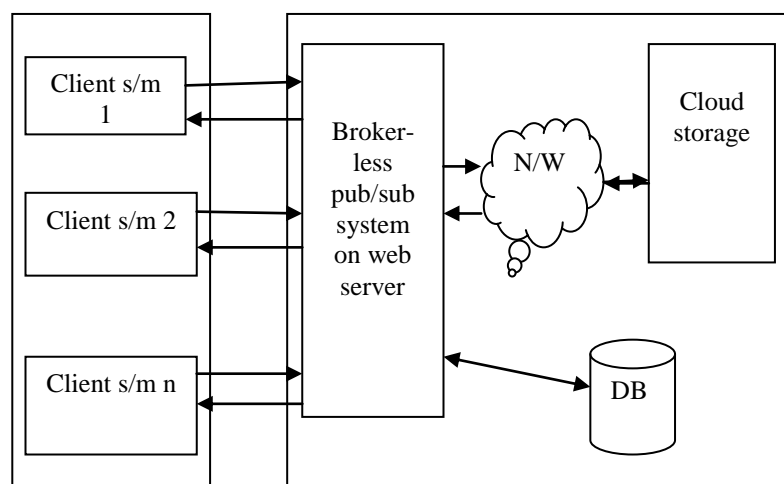 Client s/m
1
Client s/m 2
Client s/m n
Broker-
less
pub/sub
system
on web
server
N/W
Cloud
storage
DB